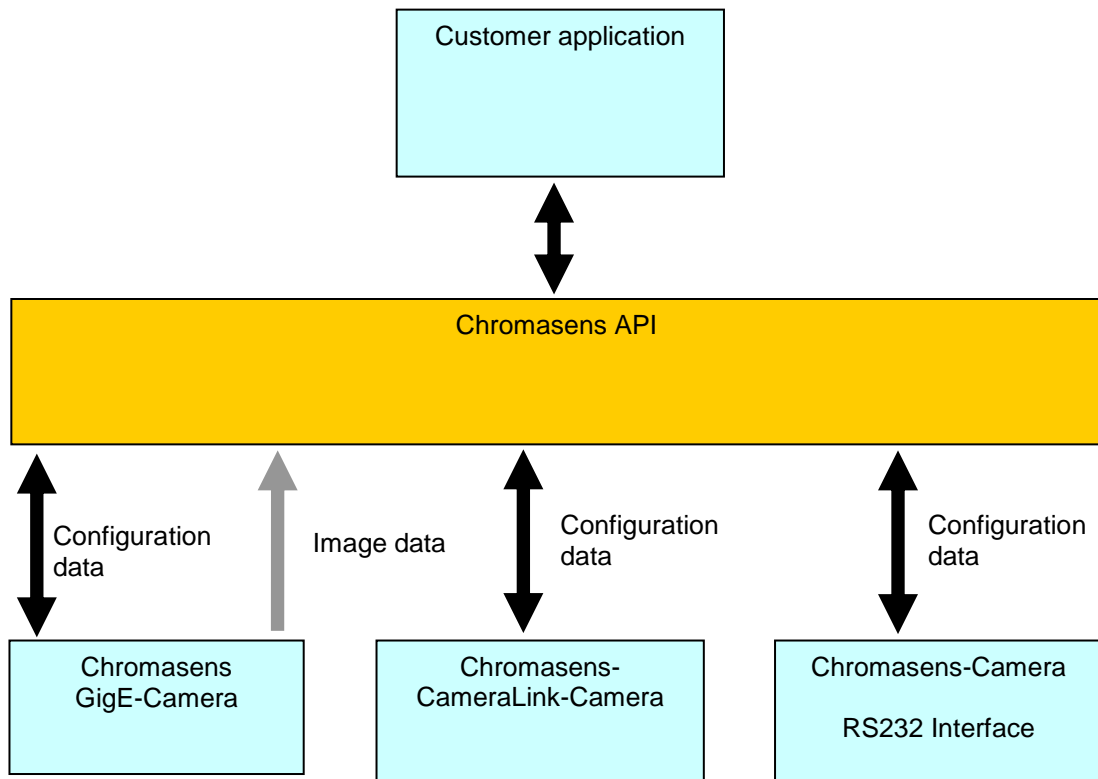 Customer application
Chromasens API
Configuration
data
Image data
Configuration
data
Configuration
data
Chromasens
GigE-Camera
Chromasens-
CameraLink-Camera
Chromasens-Camera
RS232 Interface